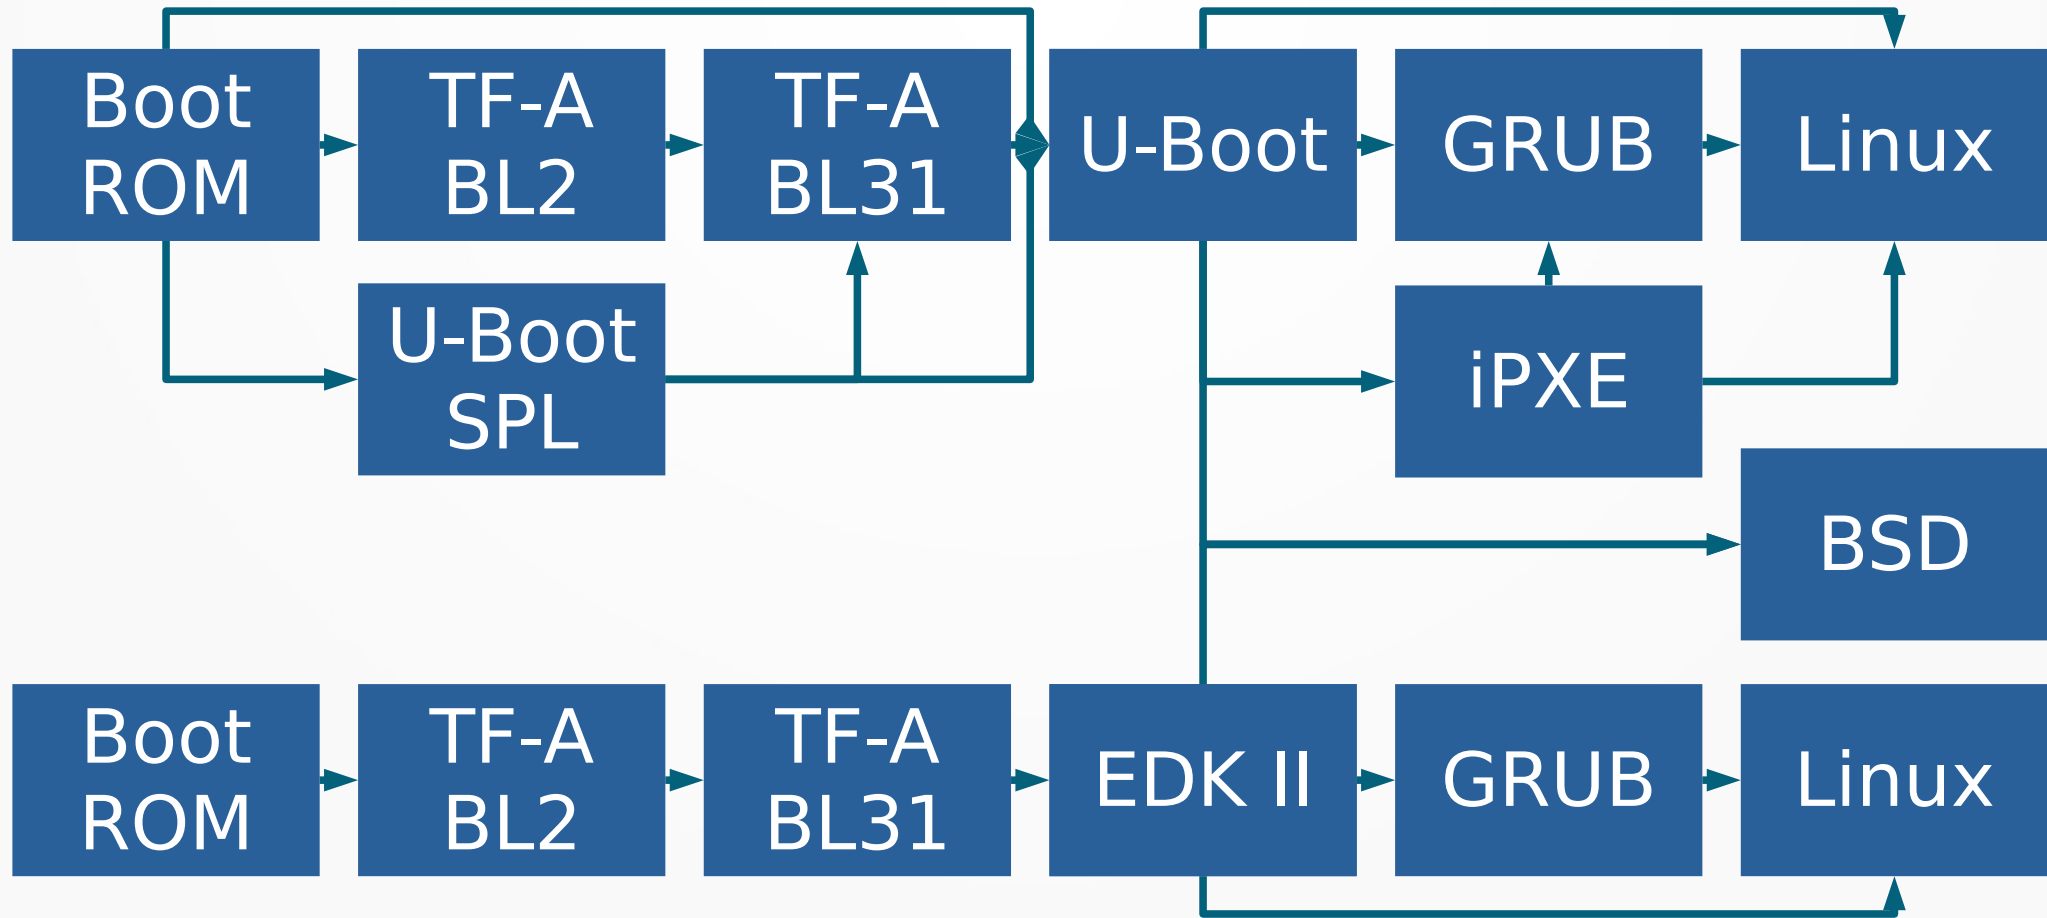 Boot
ROM
TF-A
BL2
TF-A
BL31
U-Boot
GRUB
Linux
U-Boot
SPL
iPXE
BSD
Boot
ROM
TF-A
BL2
TF-A
BL31
EDK II
GRUB
Linux